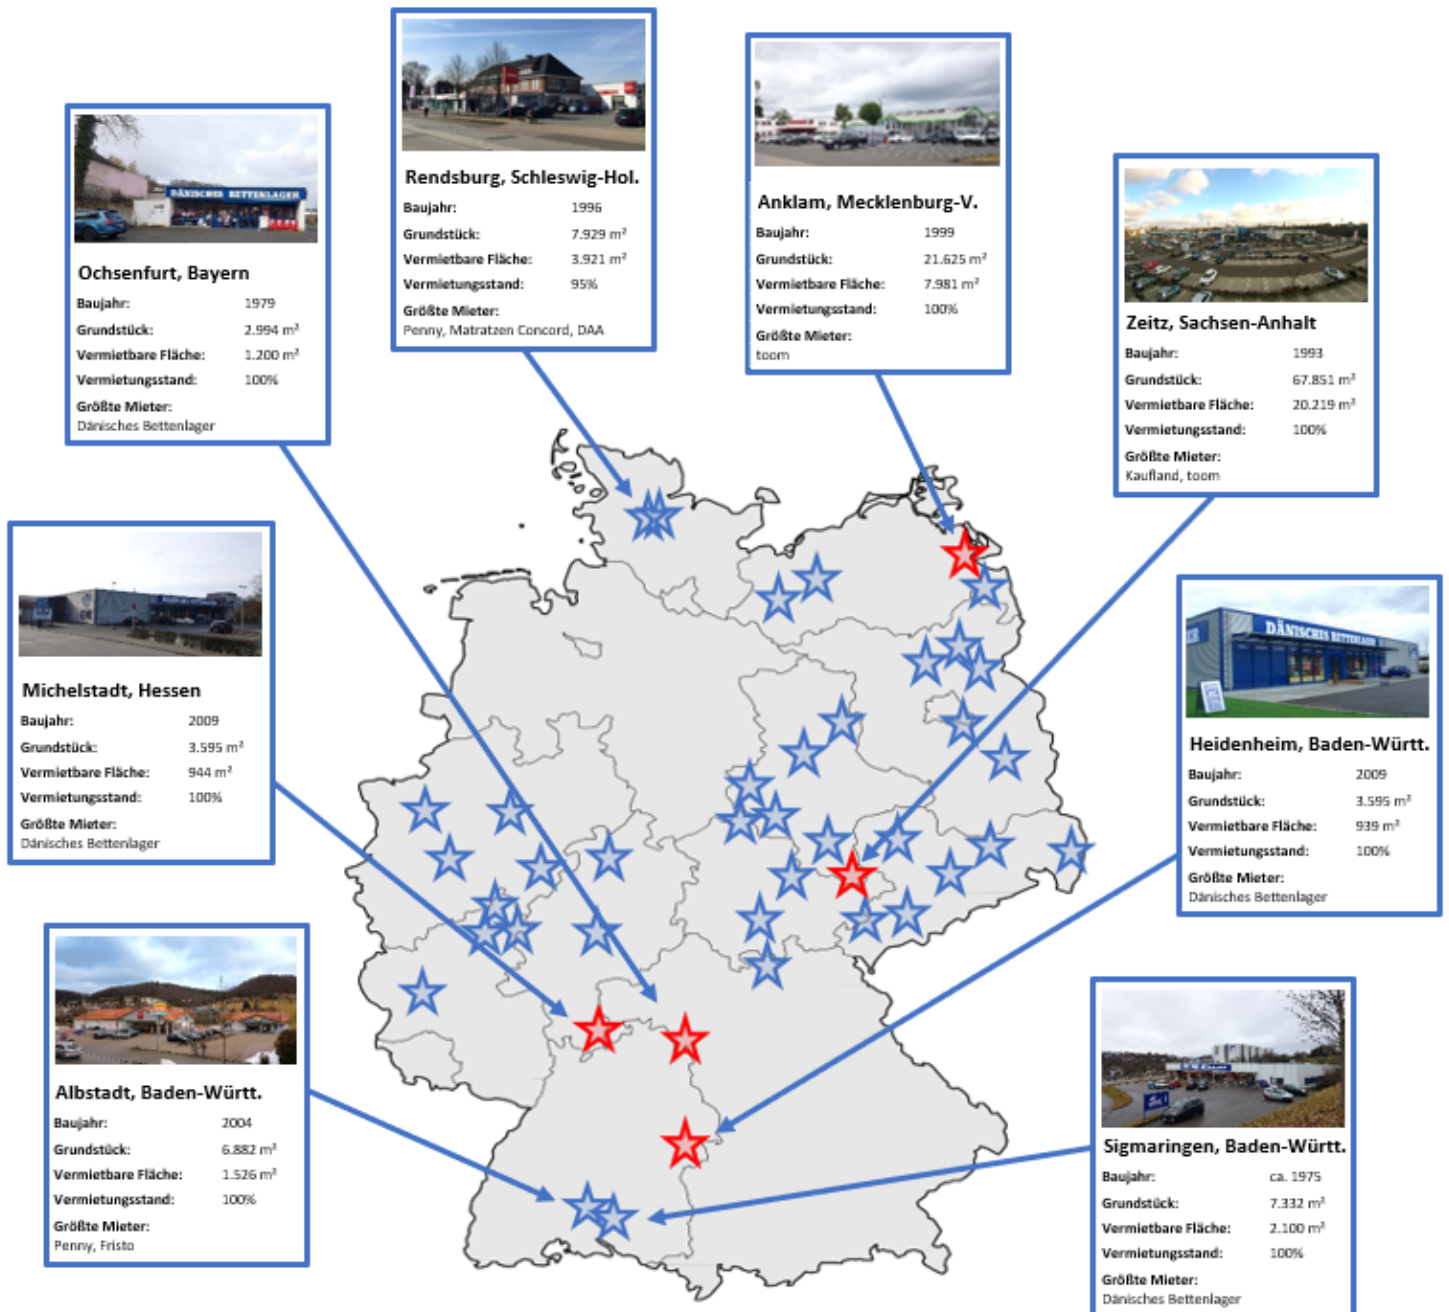 Rendsburg, Schleswig-Hol.
Baujahr: 1996
Grundstück: 7.929 m²
Vermietbare Fläche: 3.921 m²
Vermietungsstand: 95%
Größte Mieter:
Penny, Matratzen Concord, DAA
Anklam, Mecklenburg-V.
Baujahr: 1999
Grundstück: 21.625 m²
Vermietbare Fläche: 7.981 m²
Vermietungsstand: 100%
Größte Mieter:
toom
DÄNISCHES BETTENLAGER
Ochsenfurt, Bayern
Baujahr: 1979
Grundstück: 2.994 m²
Vermietbare Fläche: 1.200 m²
Vermietungsstand: 100%
Größte Mieter:
Dänisches Bettenlager
Zeitz, Sachsen-Anhalt
Baujahr: 1993
Grundstück: 67.851 m²
Vermietbare Fläche: 20.219 m²
Vermietungsstand: 100%
Größte Mieter:
Kaufland, toom
Michelstadt, Hessen
Baujahr: 2009
Grundstück: 3.595 m²
Vermietbare Fläche: 944 m²
Vermietungsstand: 100%
Größte Mieter:
Dänisches Bettenlager
DÄNISCHES BETTENLAGER
Heidenheim, Baden-Württ.
Baujahr: 2009
Grundstück: 3.595 m²
Vermietbare Fläche: 939 m²
Vermietungsstand: 100%
Größte Mieter:
Dänisches Bettenlager
Albstadt, Baden-Württ.
Baujahr: 2004
Grundstück: 6.882 m²
Vermietbare Fläche: 1.526 m²
Vermietungsstand: 100%
Größte Mieter:
Penny, Fristo
Sigmaringen, Baden-Württ.
Baujahr: ca. 1975
Grundstück: 7.332 m²
Vermietbare Fläche: 2.100 m²
Vermietungsstand: 100%
Größte Mieter:
Dänisches Bettenlager